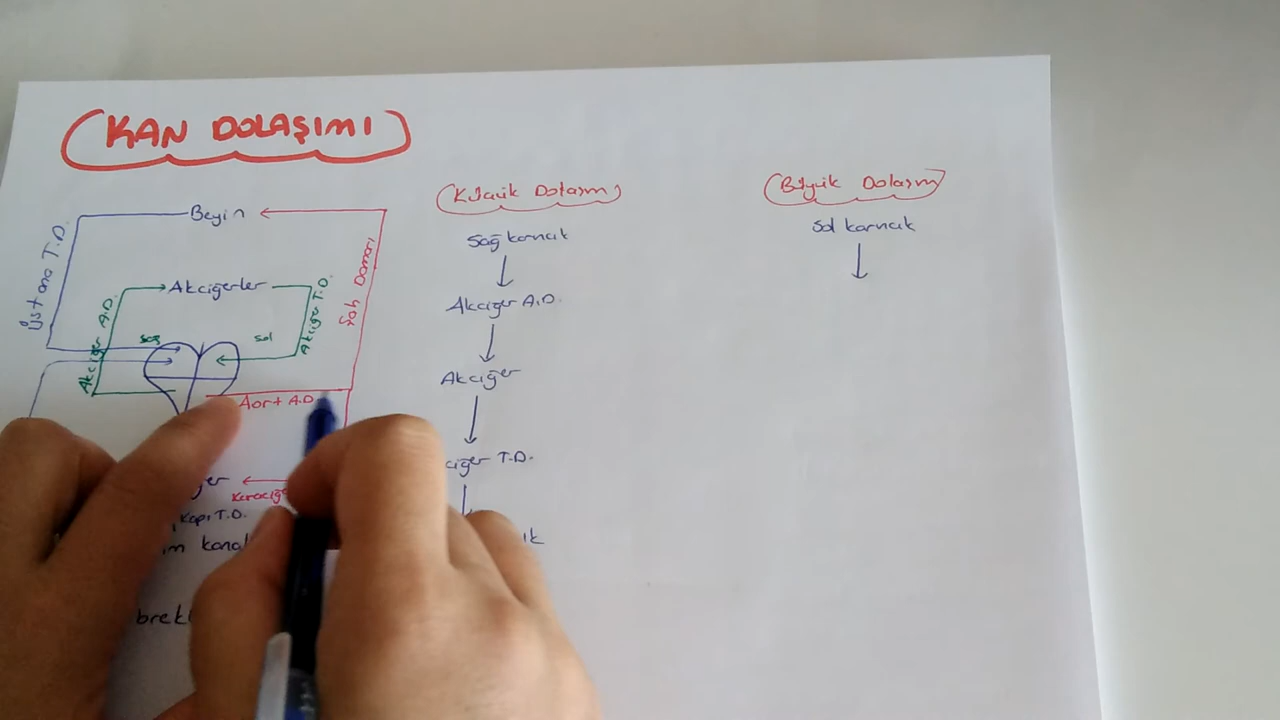 KAN DOLAŞIMI
Beyin
Üst ana T.D.
Şah Damarı
Akciğerler
Akciğer A.D.
Akciğer T.D.
sağ
sol
Aort A.D
Kapı T.D.
Küçük Dolaşım
Sağ karıncık
Akciğer A.D.
Akciğer
ciğer T.D.
Büyük Dolaşım
Sol karıncık